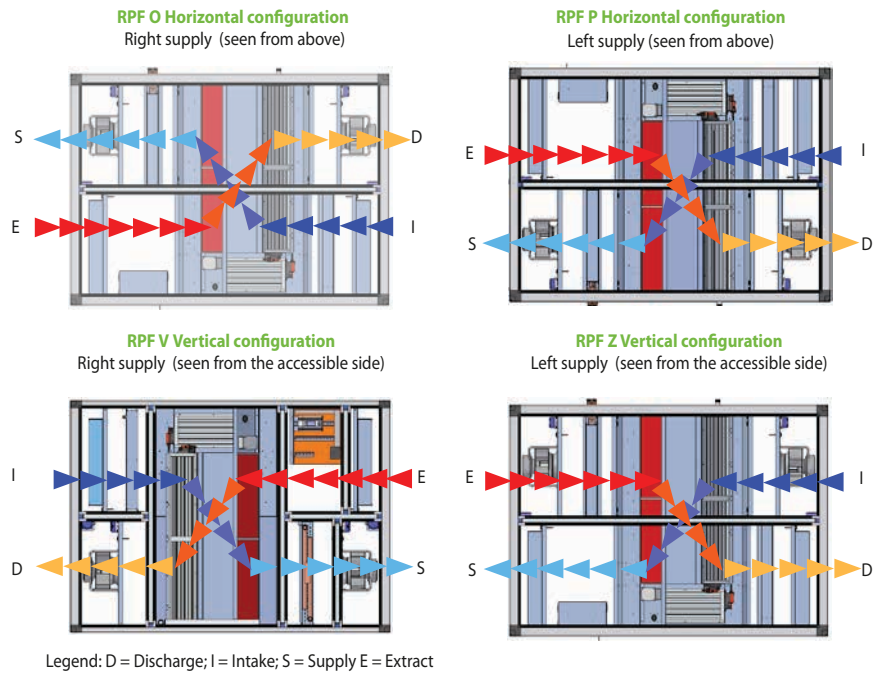 RPF O Horizontal configuration
Right supply (seen from above)
S
D
E
I
RPF P Horizontal configuration
Left supply (seen from above)
E
I
S
D
RPF V Vertical configuration
Right supply (seen from the accessible side)
I
E
D
S
RPF Z Vertical configuration
Left supply (seen from the accessible side)
E
I
S
D
Legend: D = Discharge; I = Intake; S = Supply E = Extract